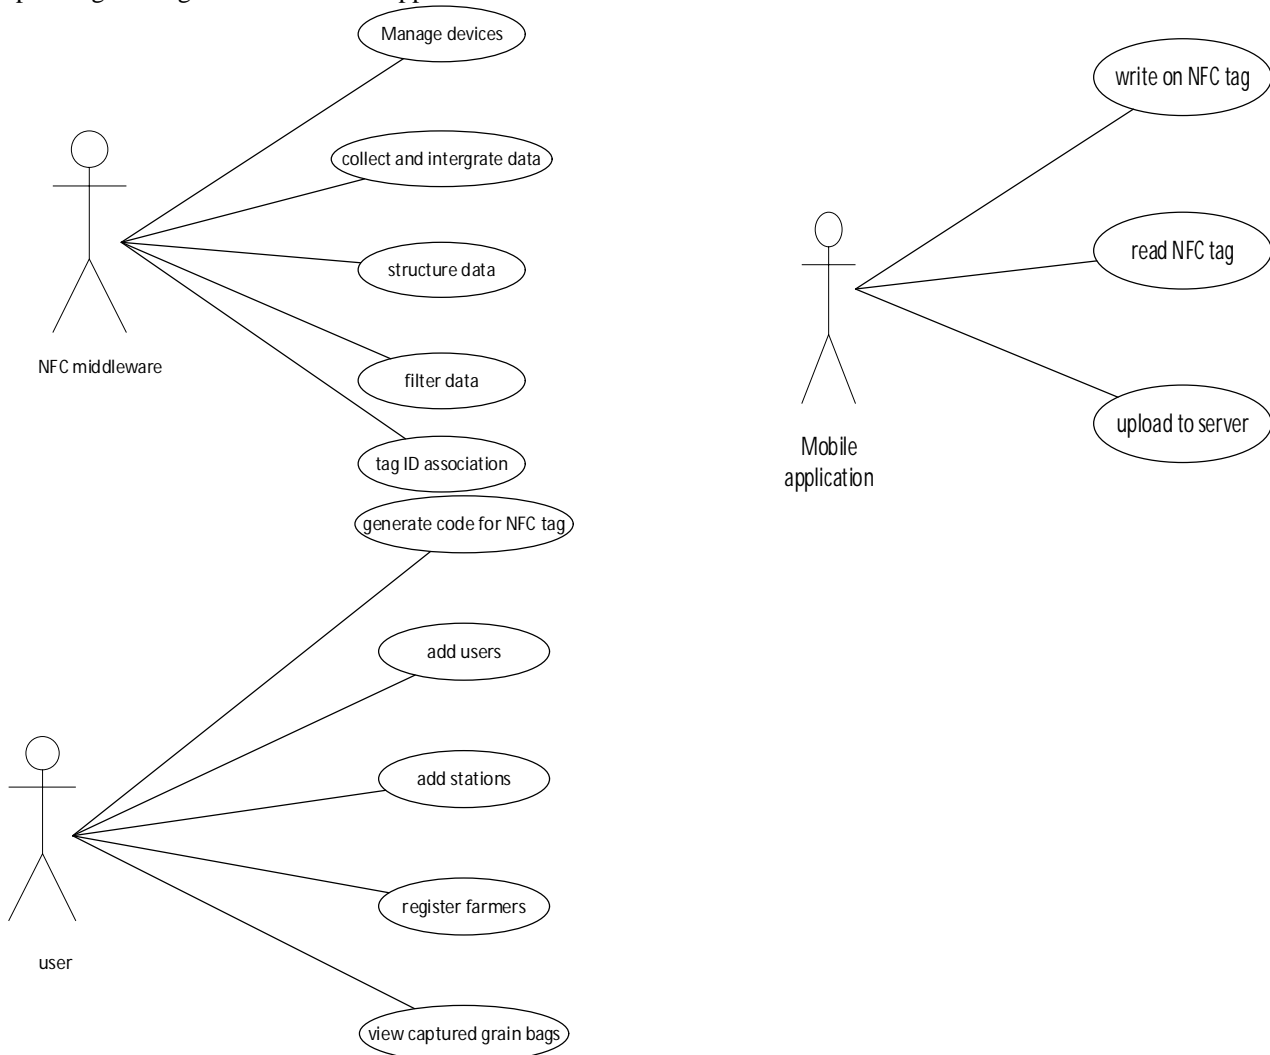 Manage devices
collect and intergrate data
structure data
filter data
tag ID association
NFC middleware
write on NFC tag
read NFC tag
upload to server
Mobile
application
generate code for NFC tag
add users
add stations
register farmers
view captured grain bags
user